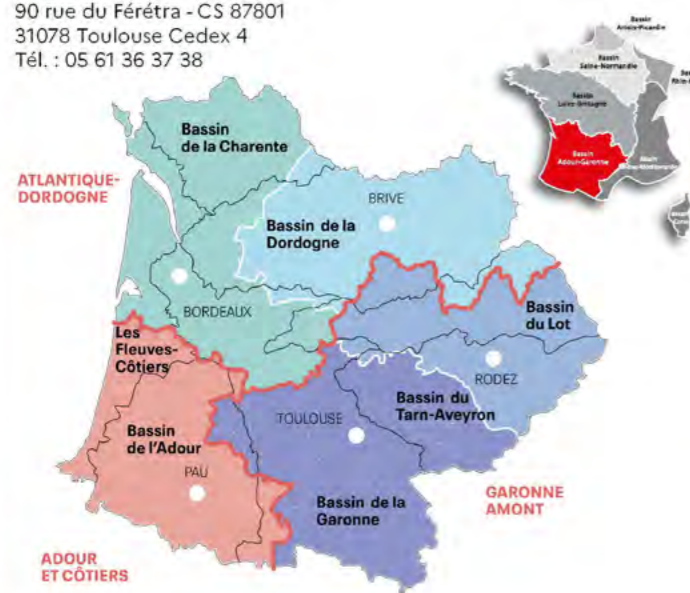 90 rue du Férétra - CS 87801
31078 Toulouse Cedex 4
Tél. : 05 61 36 37 38
Bassin
Artois-Picardie
Bassin
Seine-Normandie
Bassin
Loire-Bretagne
Bassin
Adour-Garonne
Bassin
de la Charente
ATLANTIQUE-
DORDOGNE
BRIVE
Bassin de la
Dordogne
BORDEAUX
Bassin
du Lot
Les
Fleuves-
Côtiers
RODEZ
Bassin du
Tarn-Aveyron
TOULOUSE
Bassin
de l'Adour
PAU
GARONNE
AMONT
Bassin de la
Garonne
ADOUR
ET CÔTIERS